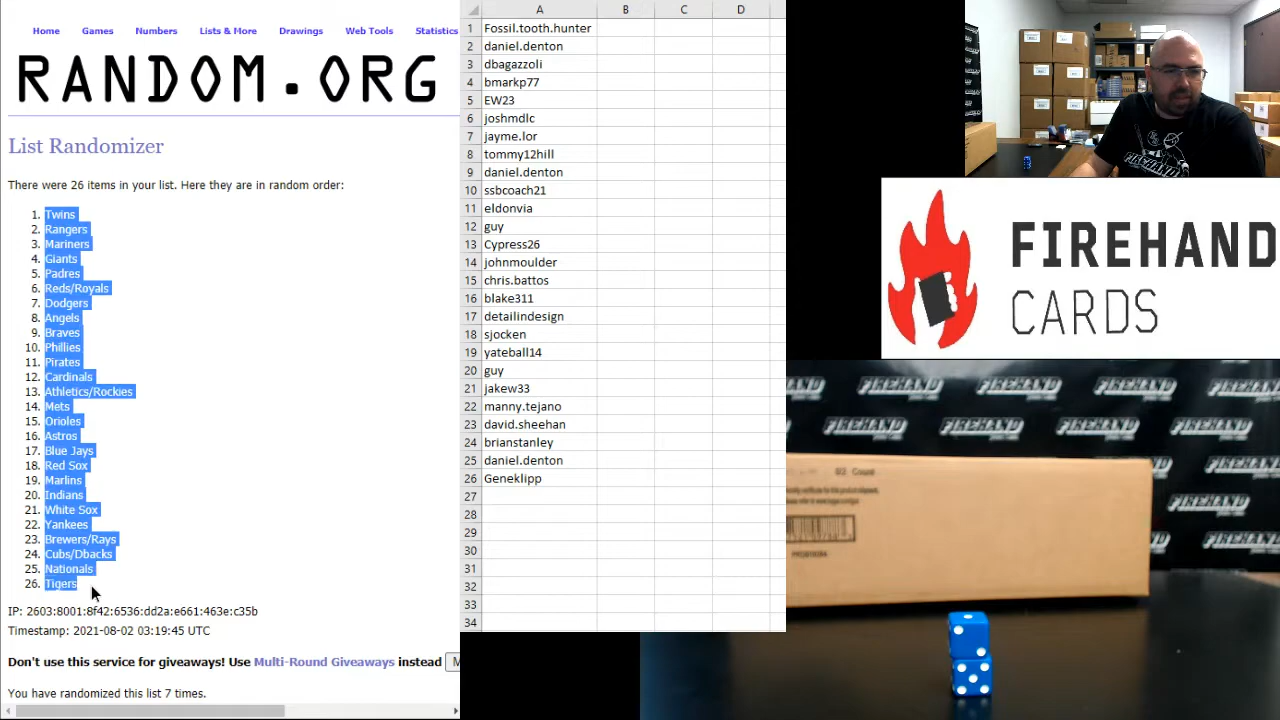 Home Games Numbers Lists & More Drawings Web Tools Statistics
RANDOM.ORG
List Randomizer
There were 26 items in your list. Here they are in random order:
1. Twins
2. Rangers
3. Mariners
4. Giants
5. Padres
6. Reds/Royals
7. Dodgers
8. Angels
9. Braves
10. Phillies
11. Pirates
12. Cardinals
13. Athletics/Rockies
14. Mets
15. Orioles
16. Astros
17. Blue Jays
18. Red Sox
19. Marlins
20. Indians
21. White Sox
22. Yankees
23. Brewers/Rays
24. Cubs/Dbacks
25. Nationals
26. Tigers
IP: 2603:8001:8f42:6536:dd2a:e661:463e:c35b
Timestamp: 2021-08-02 03:19:45 UTC
Don't use this service for giveaways! Use Multi-Round Giveaways instead
You have randomized this list 7 times.
A B C D
1 Fossil.tooth.hunter
2 daniel.denton
3 dbagazzoli
4 bmarkp77
5 EW23
6 joshmdlc
7 jayme.lor
8 tommy12hill
9 daniel.denton
10 ssbcoach21
11 eldonvia
12 guy
13 Cypress26
14 johnmoulder
15 chris.battos
16 blake311
17 detailindesign
18 sjocken
19 yateball14
20 guy
21 jakew33
22 manny.tejano
23 david.sheehan
24 brianstanley
25 daniel.denton
26 Geneklipp
27
28
29
30
31
32
33
34
FIREHAND
CARDS
FIREHAND
FIREHAND FIREHAND FIREHAND FIREHAND
FIREHAND FIREHAND FIREHAND
Count